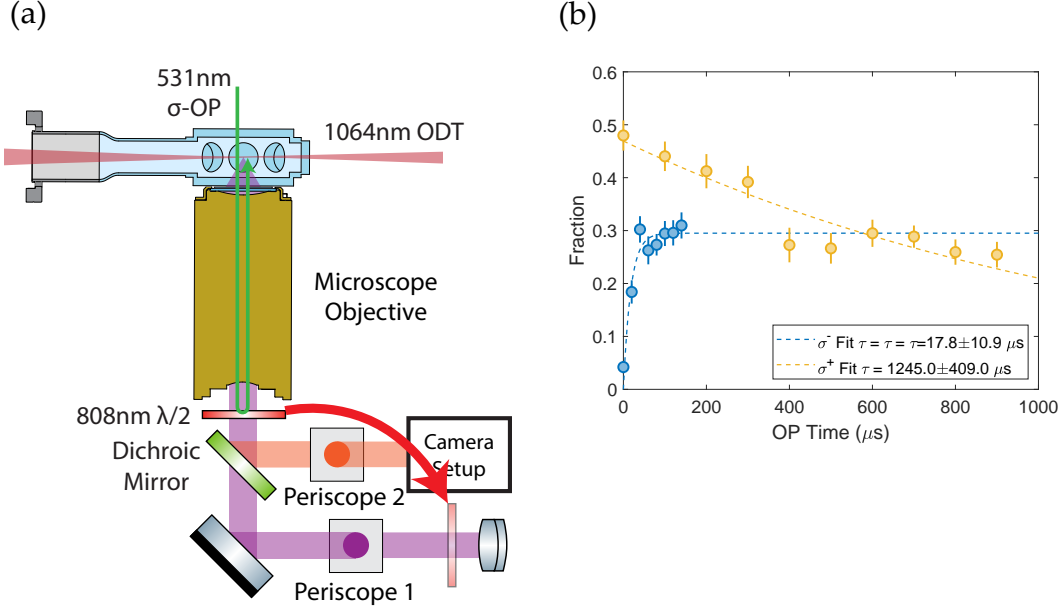 (a)
531nm
σ-OP
1064nm ODT
Microscope
Objective
808nm λ/2
Dichroic
Mirror
Periscope 2
Camera
Setup
Periscope 1
(b)
0.6
0.5
0.4
0.3
0.2
0.1
0
Fraction
0 200 400 600 800 1000
OP Time (μs)
σ⁻ Fit τ = τ = τ=17.8±10.9 μs
σ⁺ Fit τ = 1245.0±409.0 μs